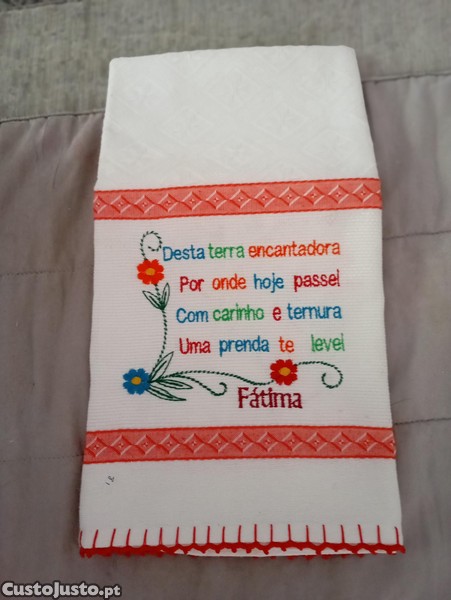 Desta terra encantadora
Por onde hoje passei
Com carinho e ternura
Uma prenda te levei
Fátima
CustoJusto.pt